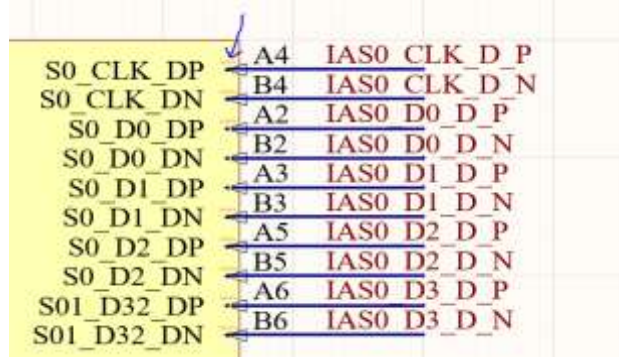 S0_CLK_DP A4 IAS0_CLK_D_P
S0_CLK_DN B4 IAS0_CLK_D_N
S0_D0_DP A2 IAS0_D0_D_P
S0_D0_DN B2 IAS0_D0_D_N
S0_D1_DP A3 IAS0_D1_D_P
S0_D1_DN B3 IAS0_D1_D_N
S0_D2_DP A5 IAS0_D2_D_P
S0_D2_DN B5 IAS0_D2_D_N
S01_D32_DP A6 IAS0_D3_D_P
S01_D32_DN B6 IAS0_D3_D_N